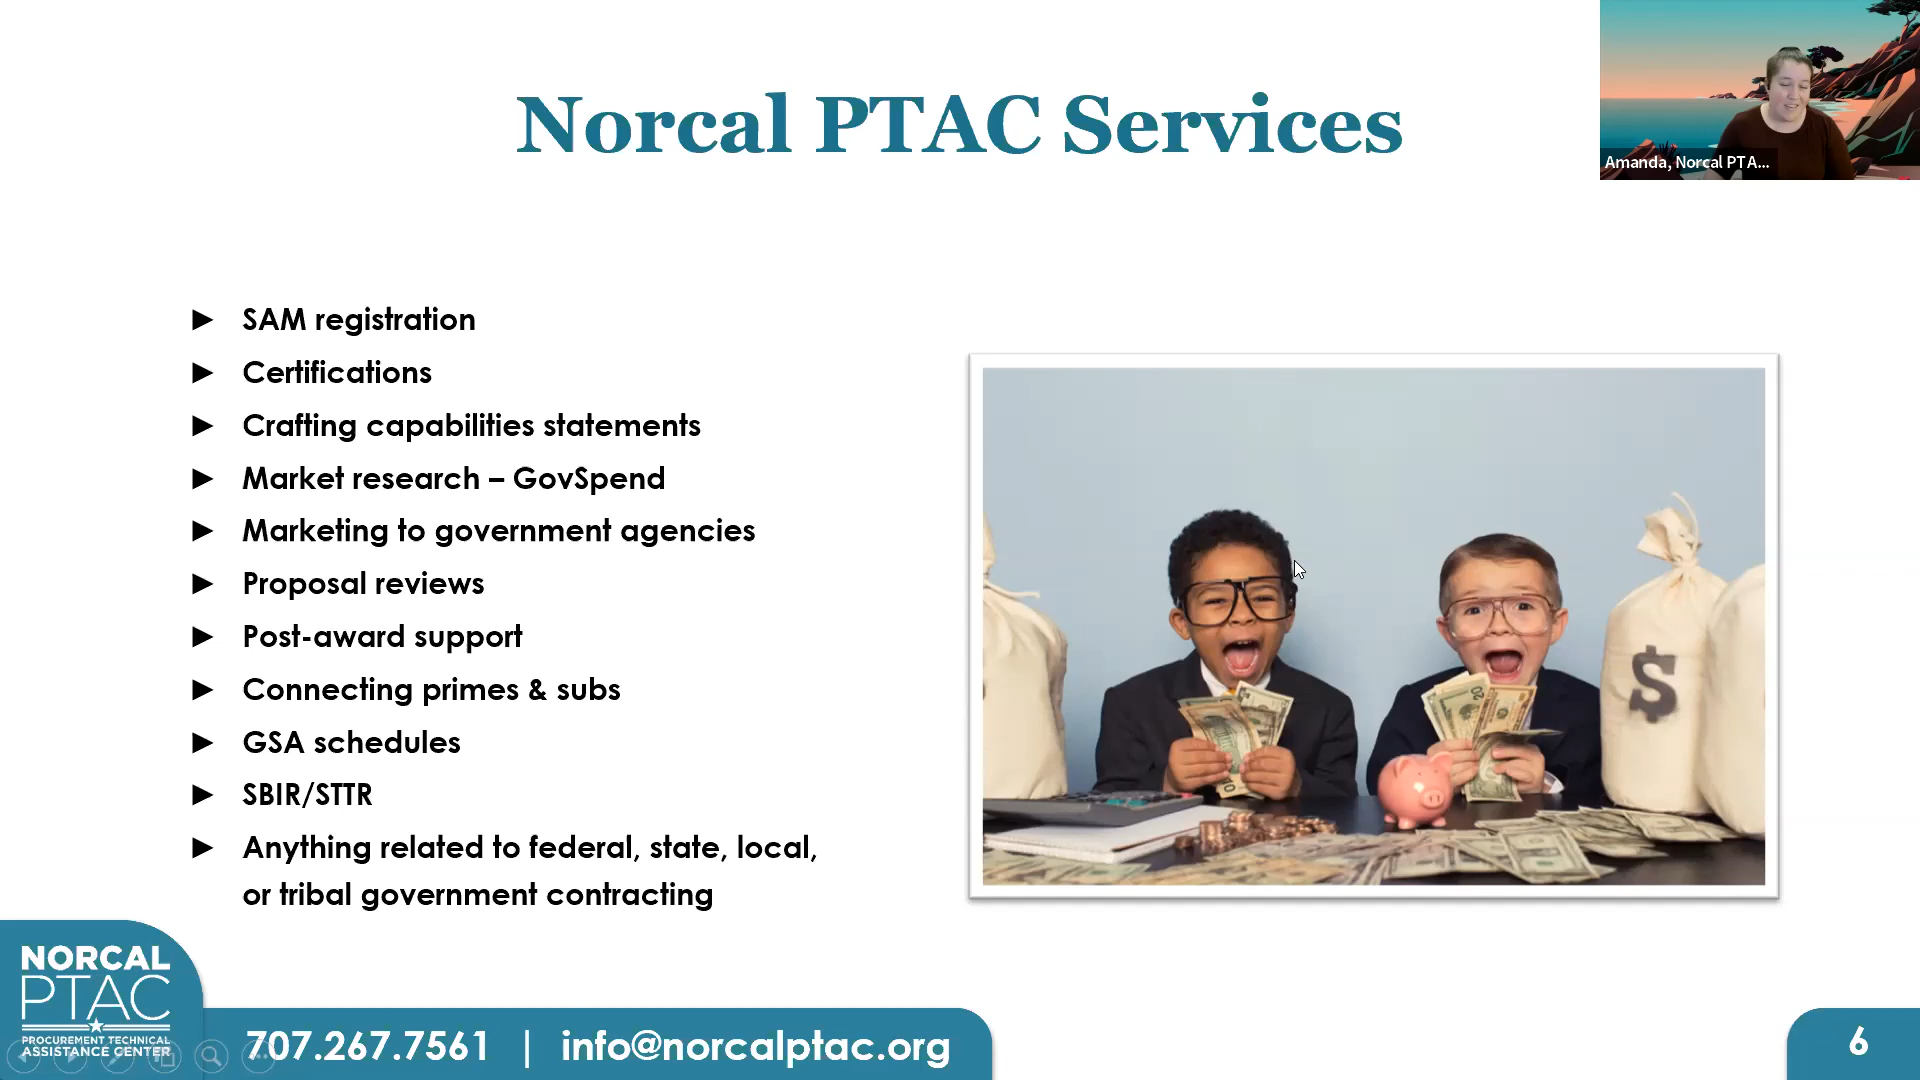 Norcal PTAC Services
Amanda, Norcal PTA...
► SAM registration
► Certifications
► Crafting capabilities statements
► Market research – GovSpend
► Marketing to government agencies
► Proposal reviews
► Post-award support
► Connecting primes & subs
► GSA schedules
► SBIR/STTR
► Anything related to federal, state, local,
or tribal government contracting
$
20
NORCAL
PTAC
PROCUREMENT TECHNICAL
ASSISTANCE CENTER
707.267.7561 | info@norcalptac.org
6